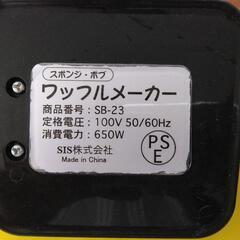 スポンジ・ボブ
ワッフルメーカー
商品番号：SB-23
定格電圧：100V 50/60Hz
消費電力：650W
SIS株式会社
Made in China
PS
E